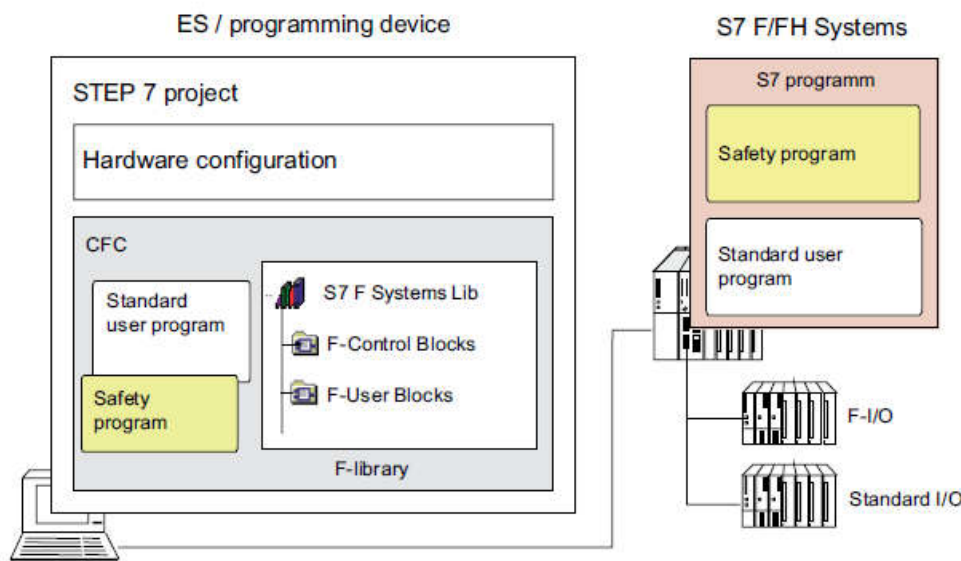 ES / programming device
S7 F/FH Systems
STEP 7 project
Hardware configuration
CFC
Standard
user program
Safety
program
S7 F Systems Lib
F-Control Blocks
F-User Blocks
F-library
S7 programm
Safety program
Standard user
program
F-I/O
Standard I/O